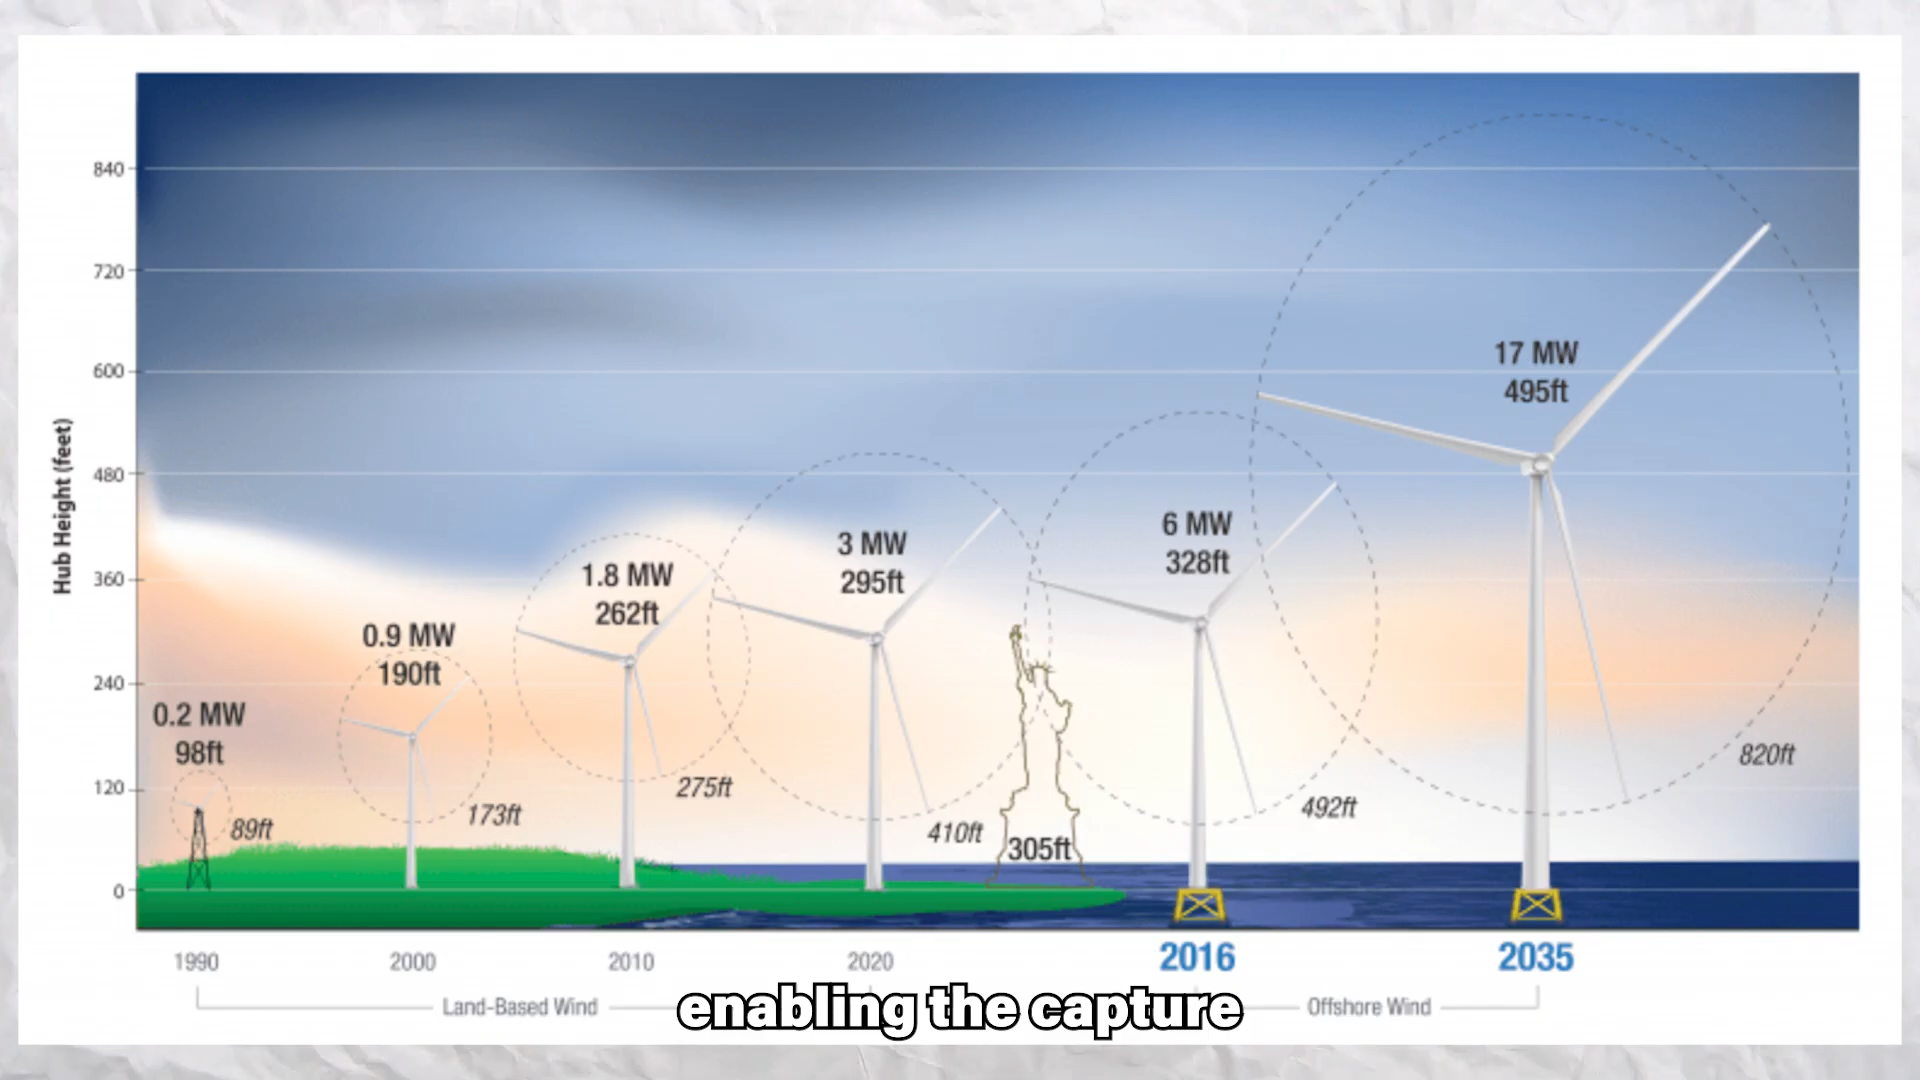 840
720
600
480
360
240
120
0
Hub Height (feet)
17 MW
495ft
820ft
6 MW
328ft
492ft
3 MW
295ft
410ft
1.8 MW
262ft
275ft
0.9 MW
190ft
173ft
0.2 MW
98ft
89ft
305ft
1990
2000
2010
2020
2016
2035
Land-Based Wind
Offshore Wind
enabling the capture